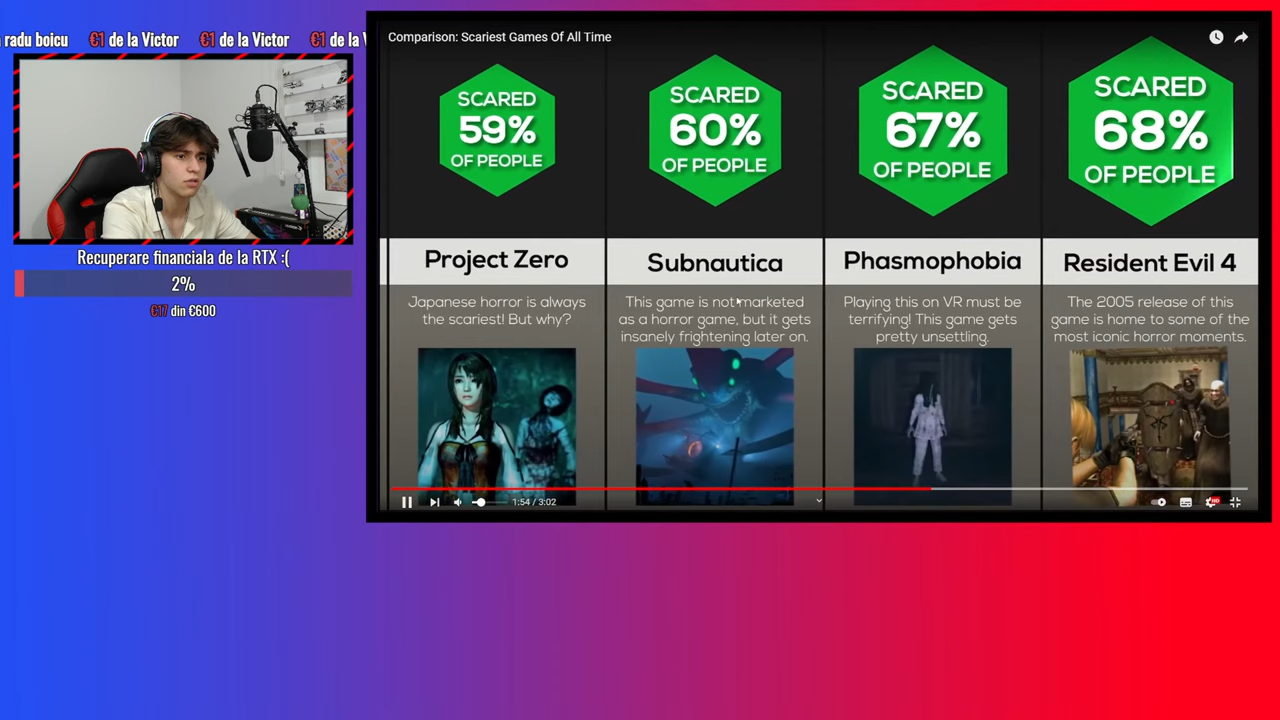 radu boicu €1 de la Victor €1 de la Victor €1 de la V
Recuperare financiala de la RTX :(
2%
€17 din €600
Comparison: Scariest Games Of All Time
SCARED
59%
OF PEOPLE
Project Zero
Japanese horror is always
the scariest! But why?
SCARED
60%
OF PEOPLE
Subnautica
This game is not marketed
as a horror game, but it gets
insanely frightening later on.
SCARED
67%
OF PEOPLE
Phasmophobia
Playing this on VR must be
terrifying! This game gets
pretty unsettling.
SCARED
68%
OF PEOPLE
Resident Evil 4
The 2005 release of this
game is home to some of the
most iconic horror moments.
1:54 / 3:02
HD